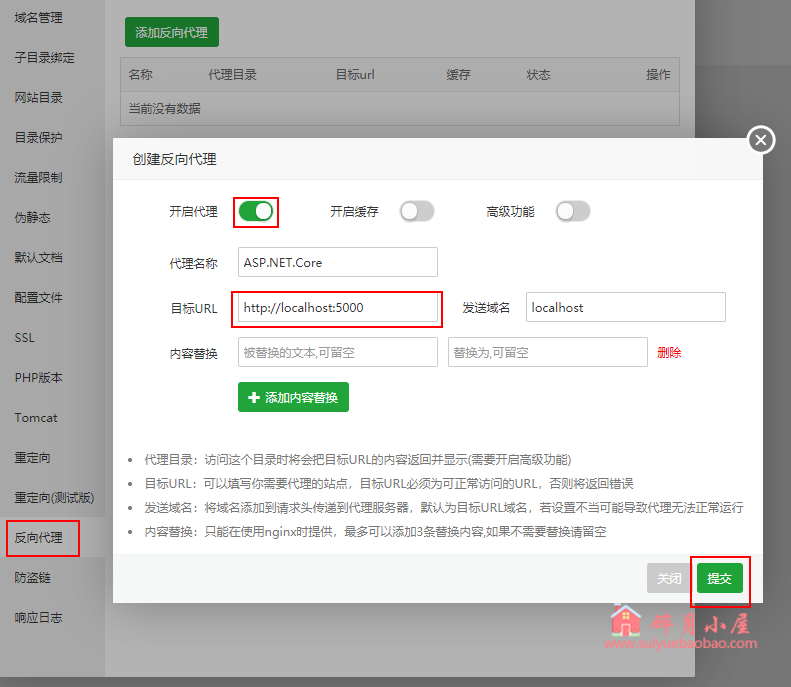 域名管理
子目录绑定
网站目录
目录保护
流量限制
伪静态
默认文档
配置文件
SSL
PHP版本
Tomcat
重定向
重定向(测试版)
反向代理
防盗链
响应日志
添加反向代理
名称 代理目录 目标url 缓存 状态 操作
当前没有数据
创建反向代理
开启代理 开启缓存 高级功能
代理名称 ASP.NET.Core
目标URL http://localhost:5000 发送域名 localhost
内容替换 被替换的文本,可留空 替换为,可留空 删除
添加内容替换
代理目录：访问这个目录时将会把目标URL的内容返回并显示(需要开启高级功能)
目标URL：可以填写你需要代理的站点，目标URL必须为可正常访问的URL，否则将返回错误
发送域名：将域名添加到请求头传递到代理服务器，默认为目标URL域名，若设置不当可能导致代理无法正常运行
内容替换：只能在使用nginx时提供，最多可以添加3条替换内容,如果不需要替换请留空
关闭 提交
碎月小屋
www.suiyuebaobao.com